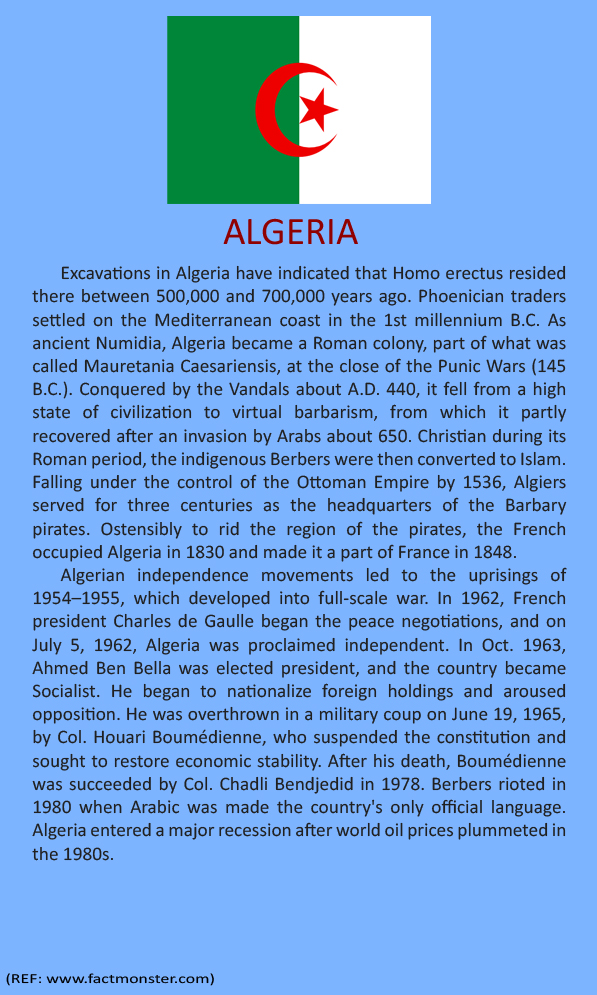 ALGERIA
Excavations in Algeria have indicated that Homo erectus resided
there between 500,000 and 700,000 years ago. Phoenician traders
settled on the Mediterranean coast in the 1st millennium B.C. As
ancient Numidia, Algeria became a Roman colony, part of what was
called Mauretania Caesariensis, at the close of the Punic Wars (145
B.C.). Conquered by the Vandals about A.D. 440, it fell from a high
state of civilization to virtual barbarism, from which it partly
recovered after an invasion by Arabs about 650. Christian during its
Roman period, the indigenous Berbers were then converted to Islam.
Falling under the control of the Ottoman Empire by 1536, Algiers
served for three centuries as the headquarters of the Barbary
pirates. Ostensibly to rid the region of the pirates, the French
occupied Algeria in 1830 and made it a part of France in 1848.
Algerian independence movements led to the uprisings of
1954–1955, which developed into full-scale war. In 1962, French
president Charles de Gaulle began the peace negotiations, and on
July 5, 1962, Algeria was proclaimed independent. In Oct. 1963,
Ahmed Ben Bella was elected president, and the country became
Socialist. He began to nationalize foreign holdings and aroused
opposition. He was overthrown in a military coup on June 19, 1965,
by Col. Houari Boumédienne, who suspended the constitution and
sought to restore economic stability. After his death, Boumédienne
was succeeded by Col. Chadli Bendjedid in 1978. Berbers rioted in
1980 when Arabic was made the country's only official language.
Algeria entered a major recession after world oil prices plummeted in
the 1980s.
(REF: www.factmonster.com)